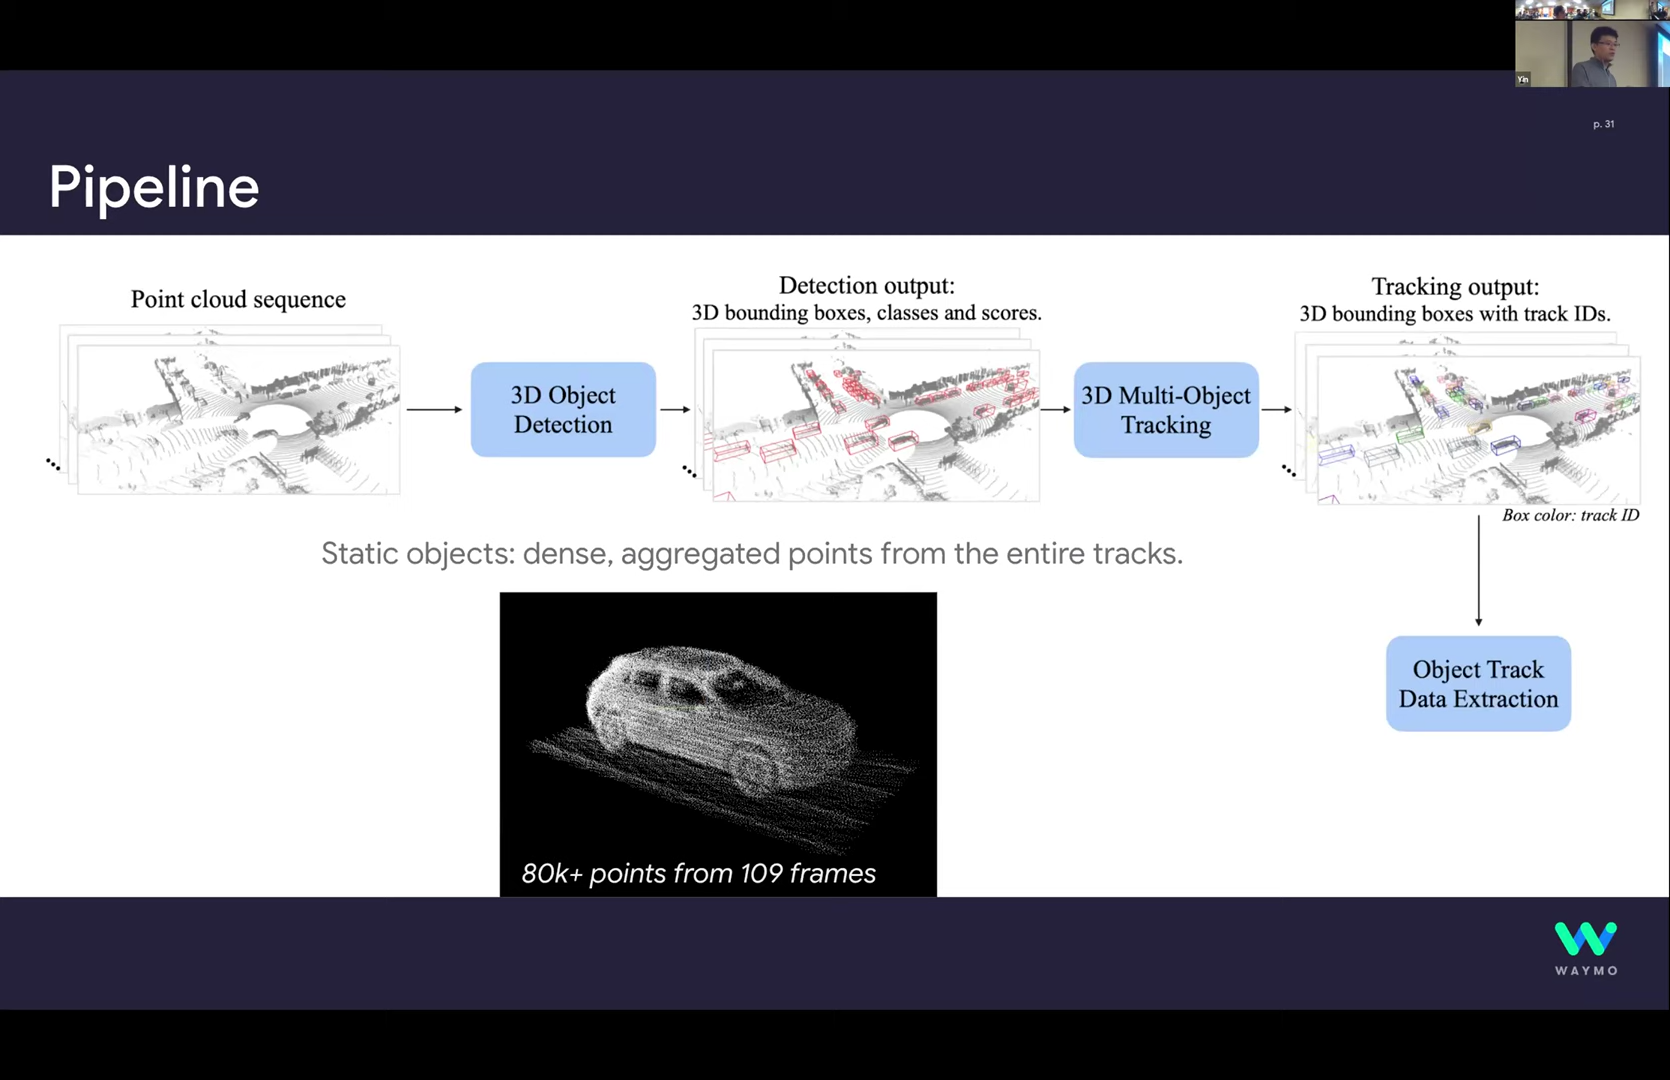 Yin
p. 31
Pipeline
Point cloud sequence
3D Object
Detection
Detection output:
3D bounding boxes, classes and scores.
3D Multi-Object
Tracking
Tracking output:
3D bounding boxes with track IDs.
Box color: track ID
Static objects: dense, aggregated points from the entire tracks.
Object Track
Data Extraction
80k+ points from 109 frames
WAYMO